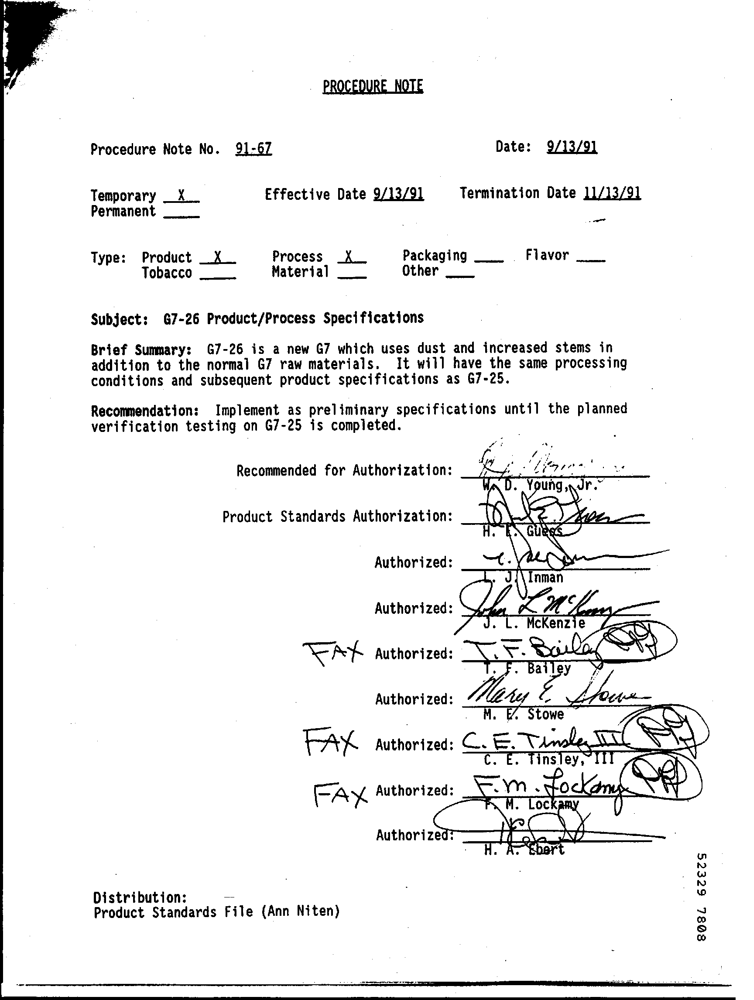 PROCEDURE NOTE
Procedure Note No. 91-67 Date: 9/13/91
Temporary X Effective Date 9/13/91 Termination Date 11/13/91
Permanent ____
Type: Product X Process X Packaging ____ Flavor ____
Tobacco ____ Material ____ Other ____
Subject: G7-26 Product/Process Specifications
Brief Summary: G7-26 is a new G7 which uses dust and increased stems in
addition to the normal G7 raw materials. It will have the same processing
conditions and subsequent product specifications as G7-25.
Recommendation: Implement as preliminary specifications until the planned
verification testing on G7-25 is completed.
Recommended for Authorization:
W. D. Young, Jr.
Product Standards Authorization:
H. E. Guess
Authorized:
L. J. Inman
Authorized: John L McKenzie
J. L. McKenzie
FAX Authorized: T. F. Bailey
T. F. Bailey
Authorized: Mary E. Stowe
M. E. Stowe
FAX Authorized: C. E. Tinsley III
C. E. Tinsley, III
FAX Authorized: F. M. Lockamy
F. M. Lockamy
Authorized:
H. A. Ebert
Distribution:
Product Standards File (Ann Niten)
52329 7808